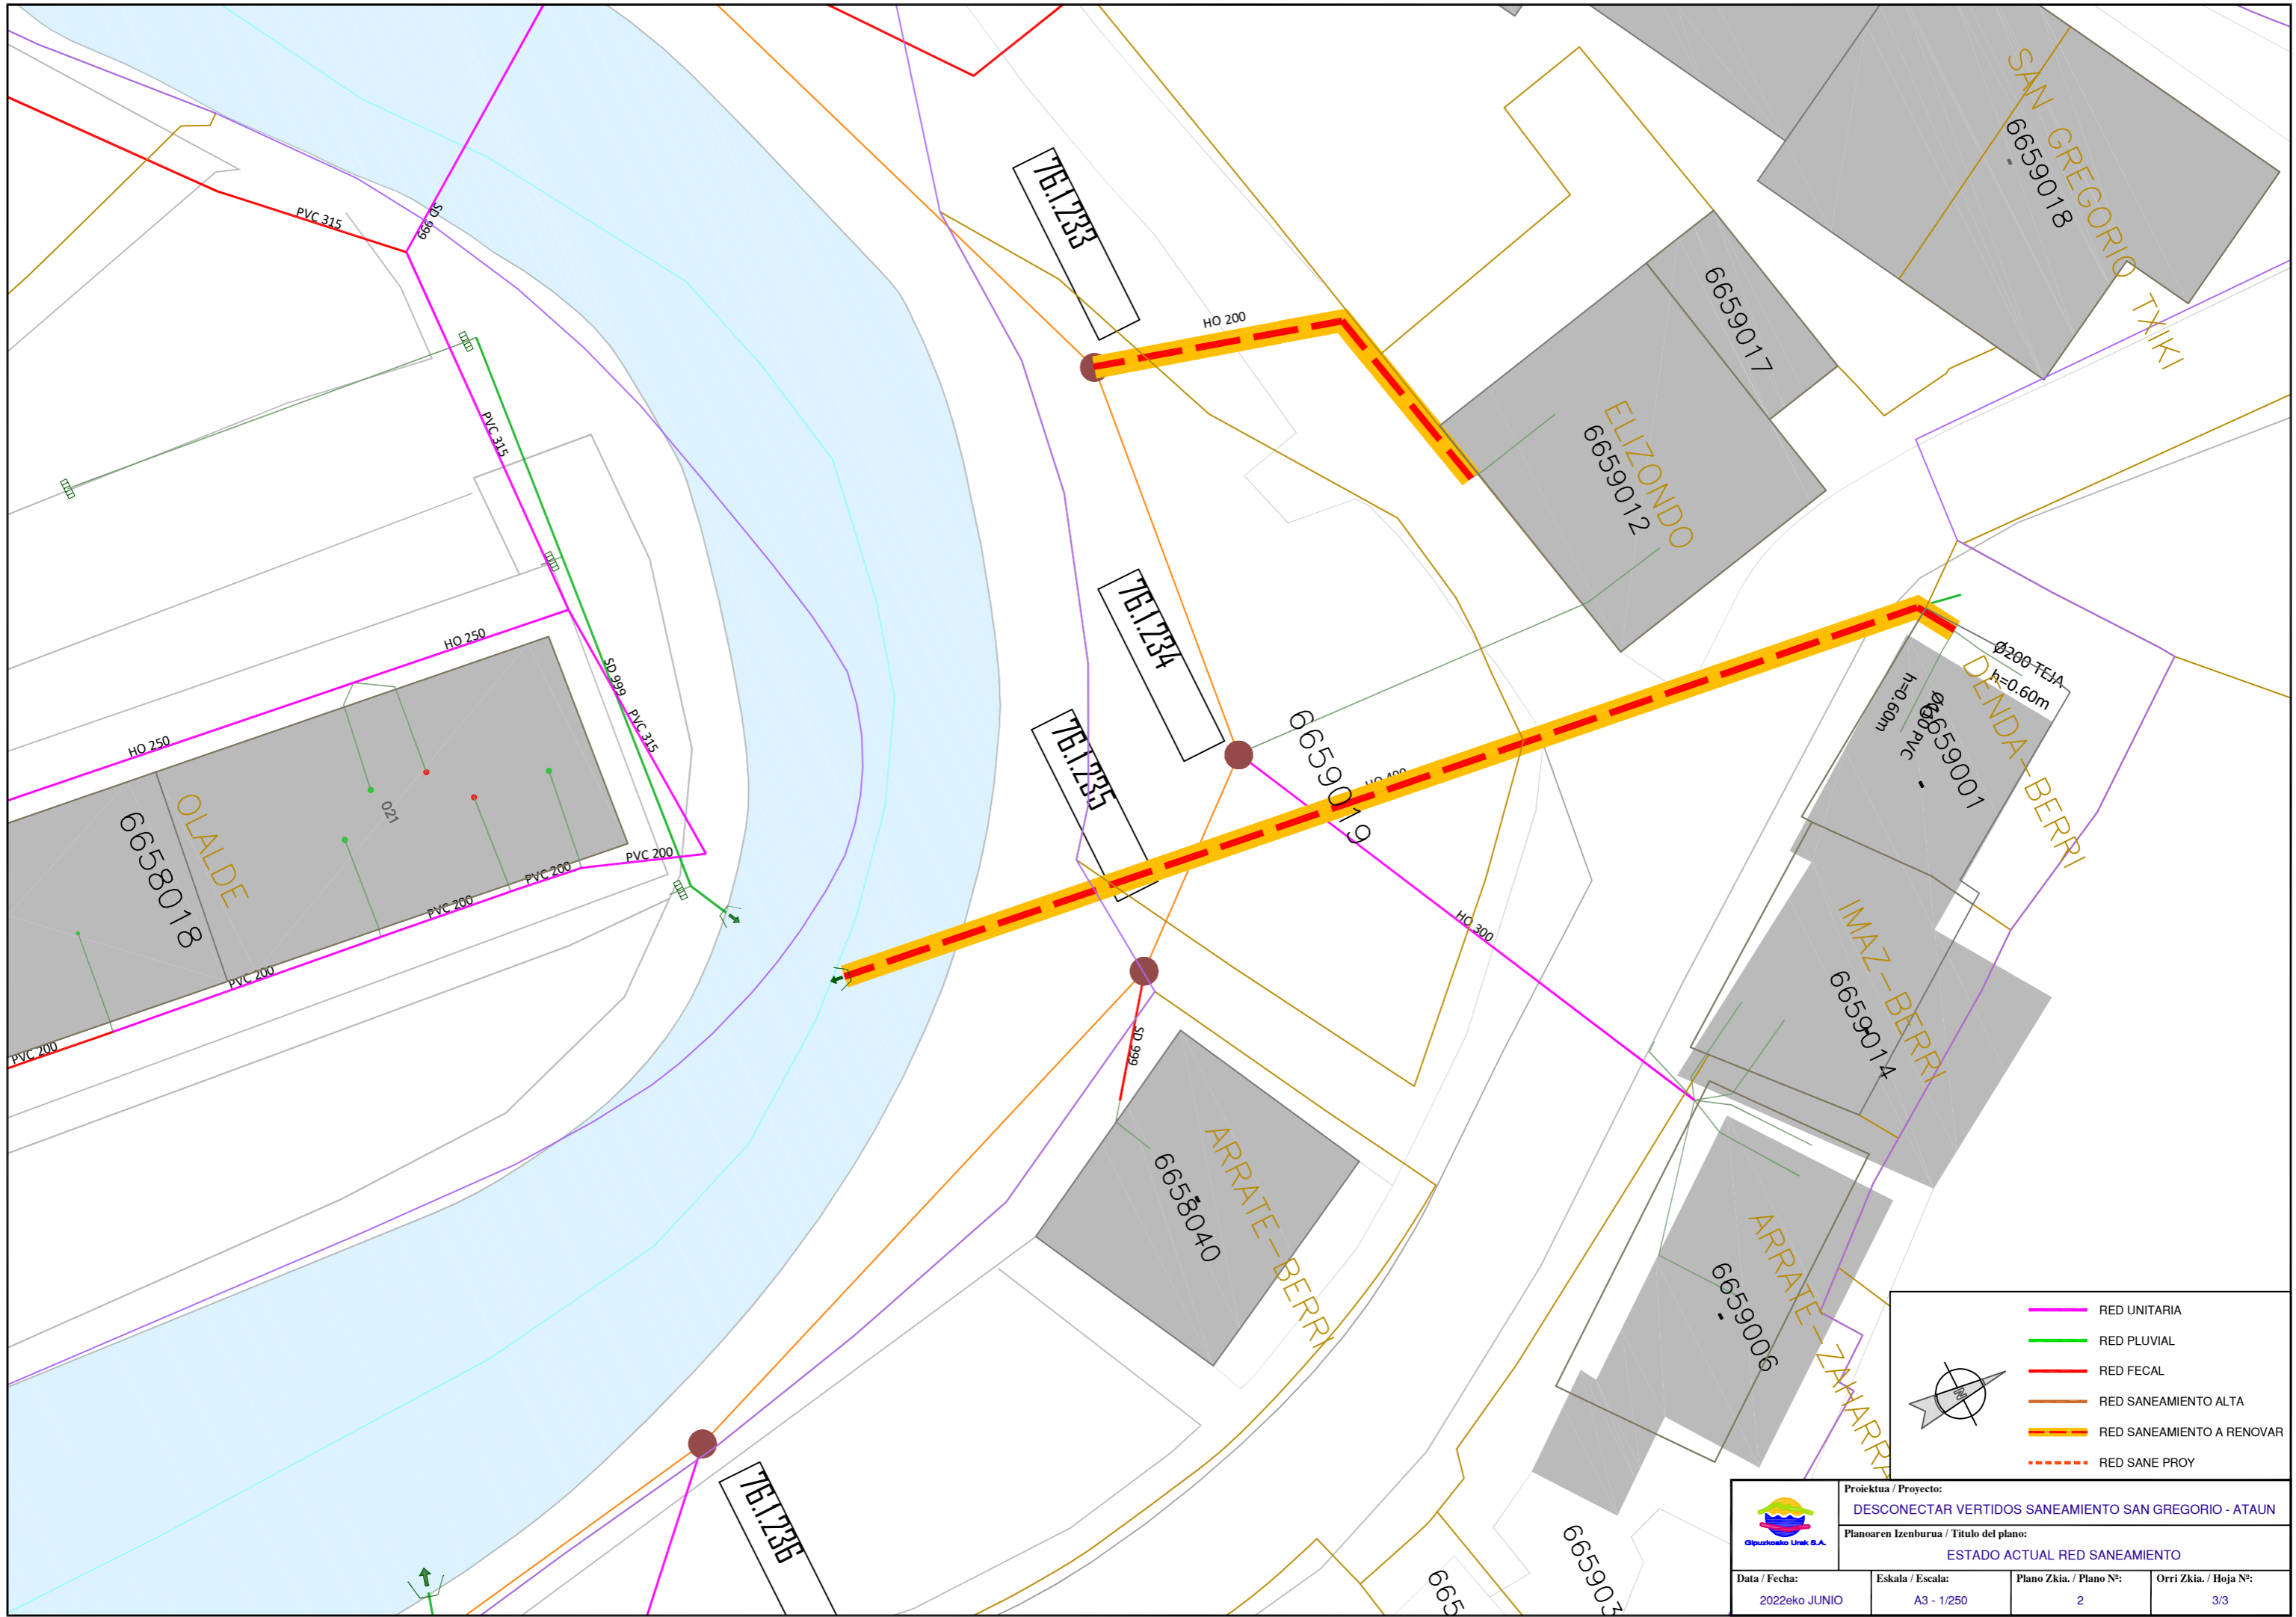 SAN GREGORIO TXIKI
6659018
-
76.1.233
PVC 315
SD 999
HO 200
6659017
ELIZONDO
6659012
PVC 315
76.1.234
HO 250
SD 999
PVC 315
Ø200 TEJA
h=0.60m
h=0.60m
PVC
DENDA-BERRI
6659001
-
76.1.235
6659019
HO 250
OLALDE
6658018
021
PVC 200
PVC 200
PVC 200
PVC 200
PVC 200
HO 300
IMAZ-BERRI
6659014
SD 999
ARRATE-BERRI
6658040
-
ARRATE-ZAHARRA
6659006
-
76.1.236
665903
665
RED UNITARIA
RED PLUVIAL
RED FECAL
RED SANEAMIENTO ALTA
RED SANEAMIENTO A RENOVAR
RED SANE PROY
N
Gipuzkoako Urak S.A.
Proiektua / Proyecto:
DESCONECTAR VERTIDOS SANEAMIENTO SAN GREGORIO - ATAUN
Planoaren Izenburua / Titulo del plano:
ESTADO ACTUAL RED SANEAMIENTO
Data / Fecha:
2022eko JUNIO
Eskala / Escala:
A3 - 1/250
Plano Zkia. / Plano Nº:
2
Orri Zkia. / Hoja Nº:
3/3